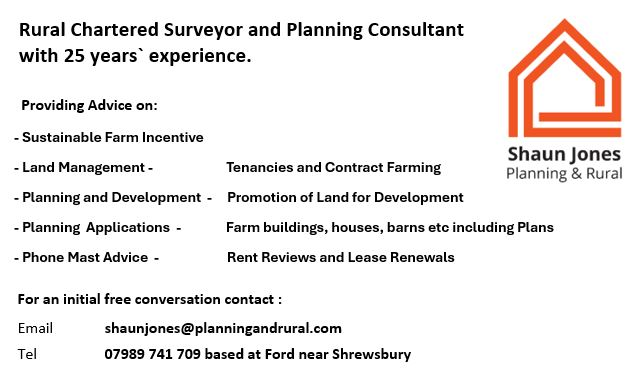 Rural Chartered Surveyor and Planning Consultant
with 25 years` experience.
Providing Advice on:
- Sustainable Farm Incentive
- Land Management - Tenancies and Contract Farming
- Planning and Development - Promotion of Land for Development
- Planning Applications - Farm buildings, houses, barns etc including Plans
- Phone Mast Advice - Rent Reviews and Lease Renewals
For an initial free conversation contact :
Email shaunjones@planningandrural.com
Tel 07989 741 709 based at Ford near Shrewsbury
Shaun Jones
Planning & Rural